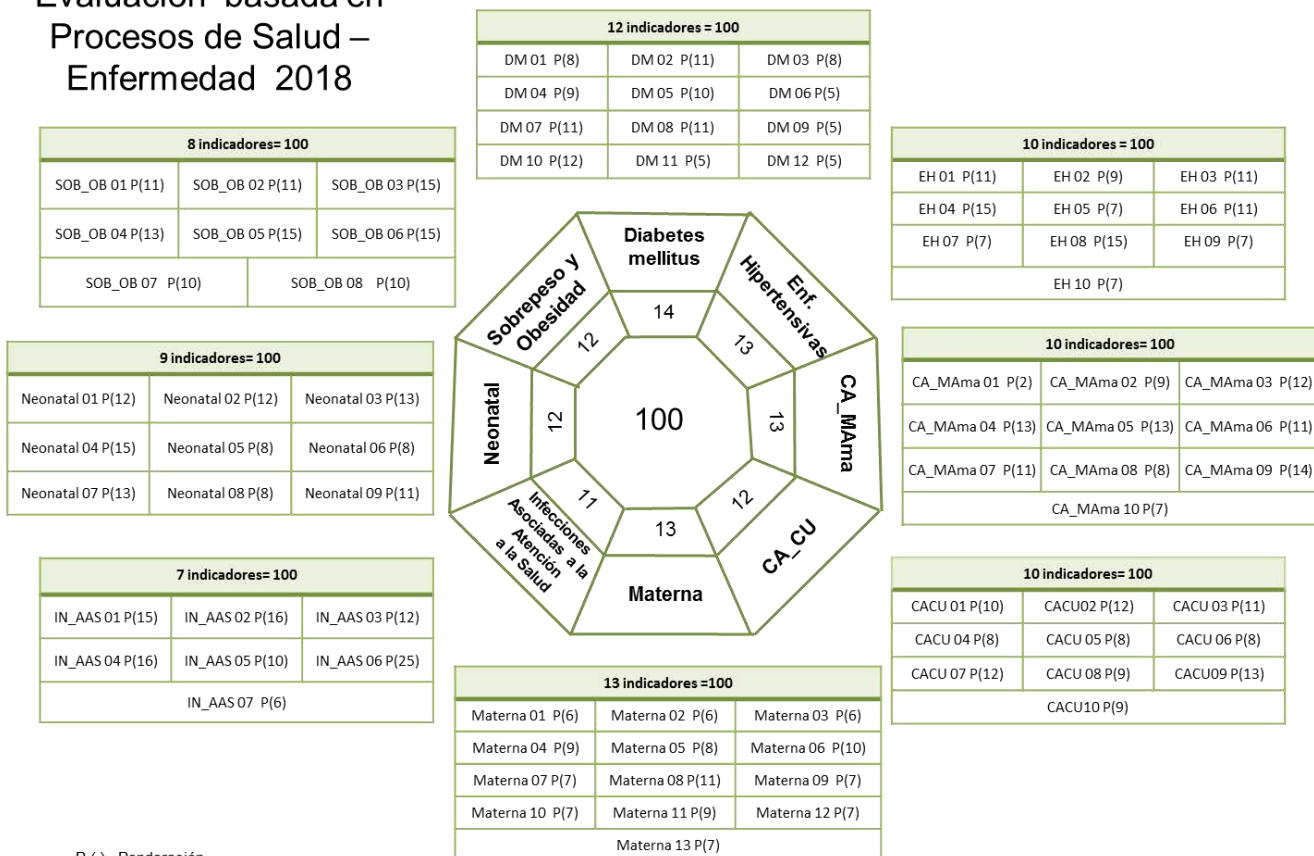 Evaluación basada en
Procesos de Salud –
Enfermedad 2018
12 indicadores = 100
DM 01 P(8) DM 02 P(11) DM 03 P(8)
DM 04 P(9) DM 05 P(10) DM 06 P(5)
DM 07 P(11) DM 08 P(11) DM 09 P(5)
DM 10 P(12) DM 11 P(5) DM 12 P(5)
8 indicadores= 100
SOB_OB 01 P(11) SOB_OB 02 P(11) SOB_OB 03 P(15)
SOB_OB 04 P(13) SOB_OB 05 P(15) SOB_OB 06 P(15)
SOB_OB 07 P(10) SOB_OB 08 P(10)
10 indicadores = 100
EH 01 P(11) EH 02 P(9) EH 03 P(11)
EH 04 P(15) EH 05 P(7) EH 06 P(11)
EH 07 P(7) EH 08 P(15) EH 09 P(7)
EH 10 P(7)
9 indicadores= 100
Neonatal 01 P(12) Neonatal 02 P(12) Neonatal 03 P(13)
Neonatal 04 P(15) Neonatal 05 P(8) Neonatal 06 P(8)
Neonatal 07 P(13) Neonatal 08 P(8) Neonatal 09 P(11)
Diabetes
mellitus
14
Enf.
Hipertensivas
13
CA_MAma
13
CA_CU
12
Materna
13
Infecciones
Asociadas a la
Atención
a la Salud
11
Neonatal
12
Sobrepeso y
Obesidad
12
100
10 indicadores= 100
CA_MAma 01 P(2) CA_MAma 02 P(9) CA_MAma 03 P(12)
CA_MAma 04 P(13) CA_MAma 05 P(13) CA_MAma 06 P(11)
CA_MAma 07 P(11) CA_MAma 08 P(8) CA_MAma 09 P(14)
CA_MAma 10 P(7)
7 indicadores= 100
IN_AAS 01 P(15) IN_AAS 02 P(16) IN_AAS 03 P(12)
IN_AAS 04 P(16) IN_AAS 05 P(10) IN_AAS 06 P(25)
IN_AAS 07 P(6)
10 indicadores= 100
CACU 01 P(10) CACU02 P(12) CACU 03 P(11)
CACU 04 P(8) CACU 05 P(8) CACU 06 P(8)
CACU 07 P(12) CACU 08 P(9) CACU09 P(13)
CACU10 P(9)
13 indicadores =100
Materna 01 P(6) Materna 02 P(6) Materna 03 P(6)
Materna 04 P(9) Materna 05 P(8) Materna 06 P(10)
Materna 07 P(7) Materna 08 P(11) Materna 09 P(7)
Materna 10 P(7) Materna 11 P(9) Materna 12 P(7)
Materna 13 P(7)